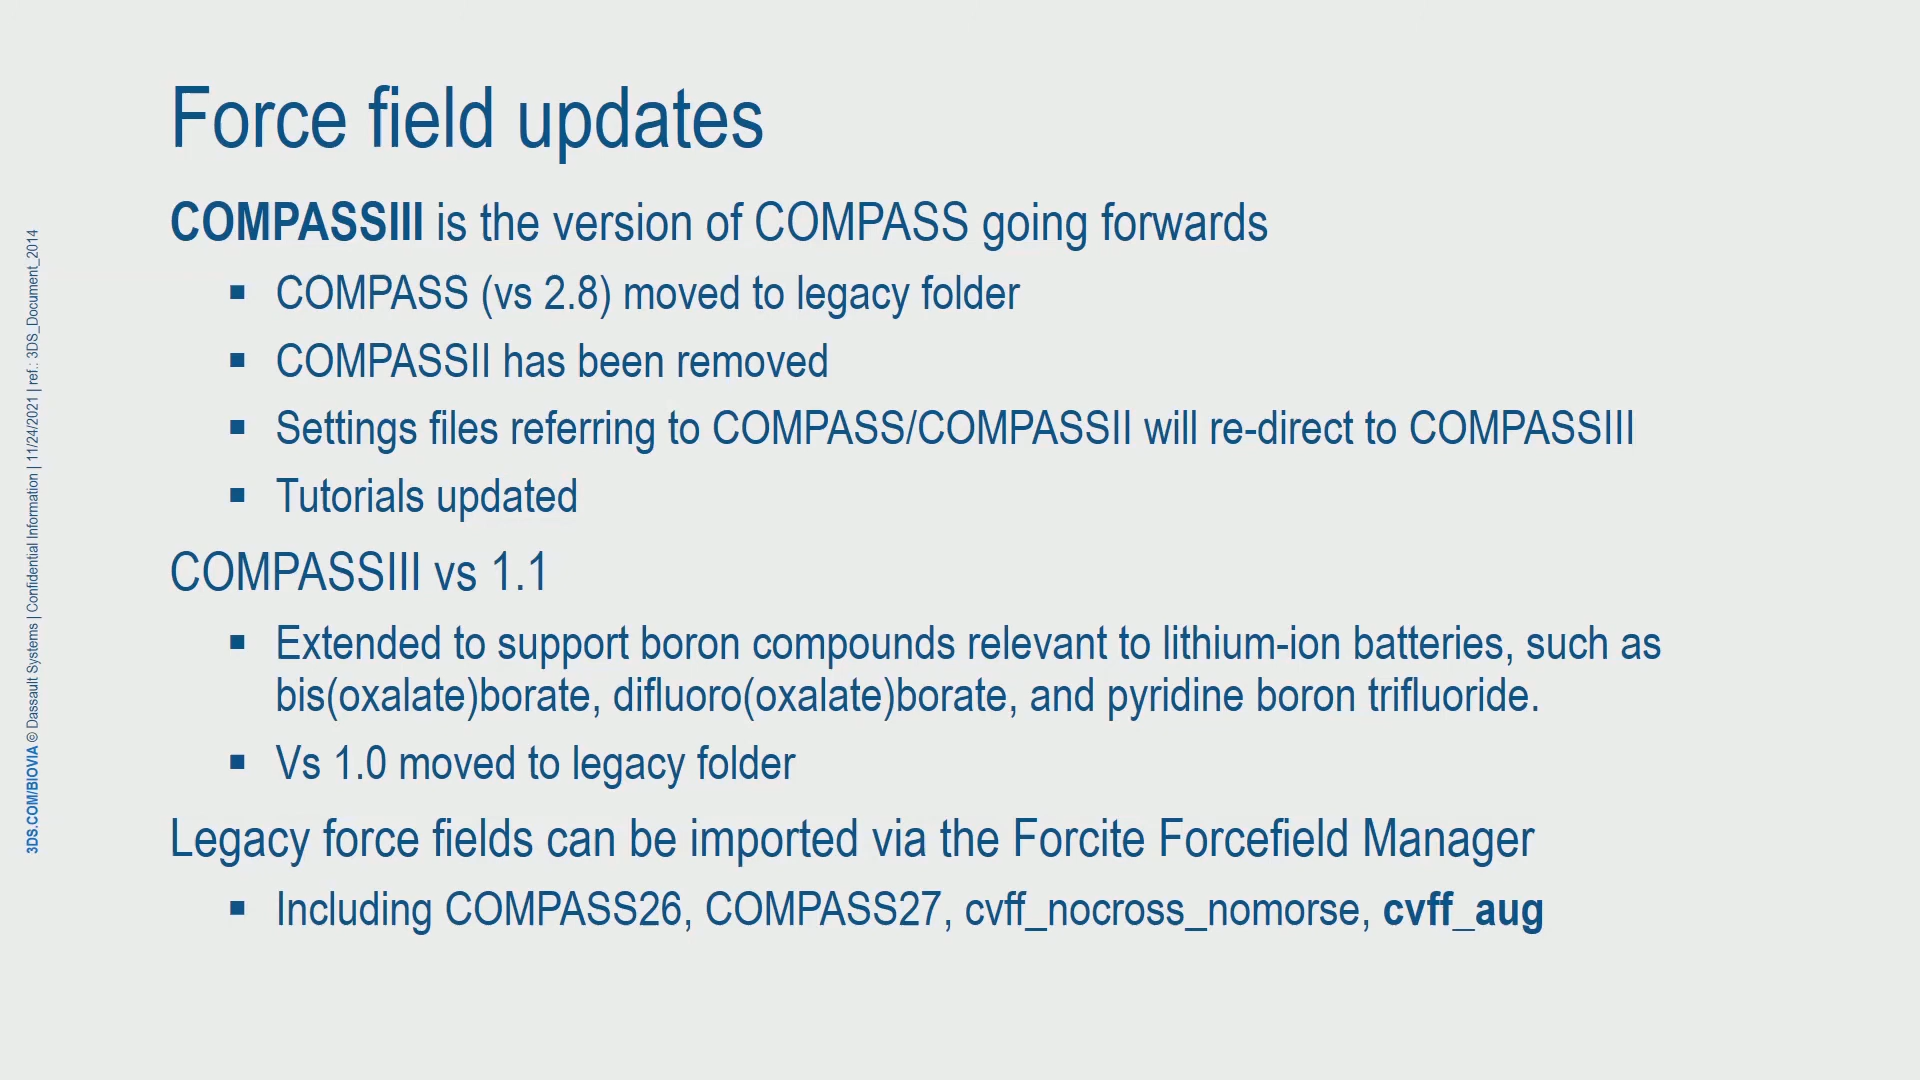 Force field updates
COMPASSIII is the version of COMPASS going forwards
▪ COMPASS (vs 2.8) moved to legacy folder
▪ COMPASSII has been removed
▪ Settings files referring to COMPASS/COMPASSII will re-direct to COMPASSIII
▪ Tutorials updated
COMPASSIII vs 1.1
▪ Extended to support boron compounds relevant to lithium-ion batteries, such as
bis(oxalate)borate, difluoro(oxalate)borate, and pyridine boron trifluoride.
▪ Vs 1.0 moved to legacy folder
Legacy force fields can be imported via the Forcite Forcefield Manager
▪ Including COMPASS26, COMPASS27, cvff_nocross_nomorse, cvff_aug
3DS.COM/BIOVIA © Dassault Systems | Confidential Information | 11/24/2021 | ref.: 3DS_Document_2014